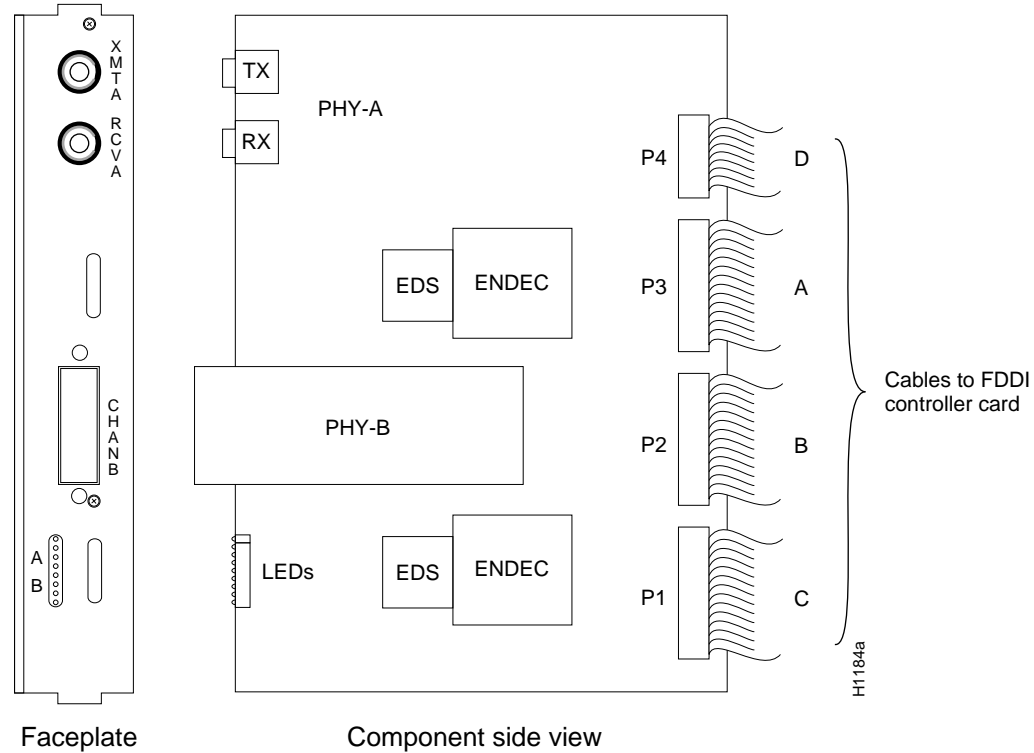 XMTA
RCVA
CHANB
A
B
TX
PHY-A
RX
P4
D
EDS
ENDEC
P3
A
PHY-B
P2
B
Cables to FDDI
controller card
LEDs
EDS
ENDEC
P1
C
H1184a
Faceplate
Component side view